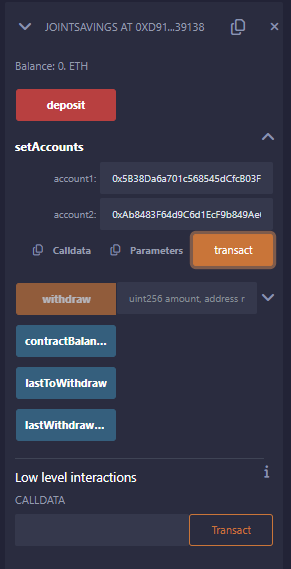 JOINTSAVINGS AT 0XD91...39138
Balance: 0. ETH
deposit
setAccounts
account1: 0x5B38Da6a701c568545dCfcB03F
account2: 0xAb8483F64d9C6d1EcF9b849Ae
Calldata Parameters transact
withdraw uint256 amount, address r
contractBalan...
lastToWithdraw
lastWithdraw...
Low level interactions i
CALLDATA
Transact